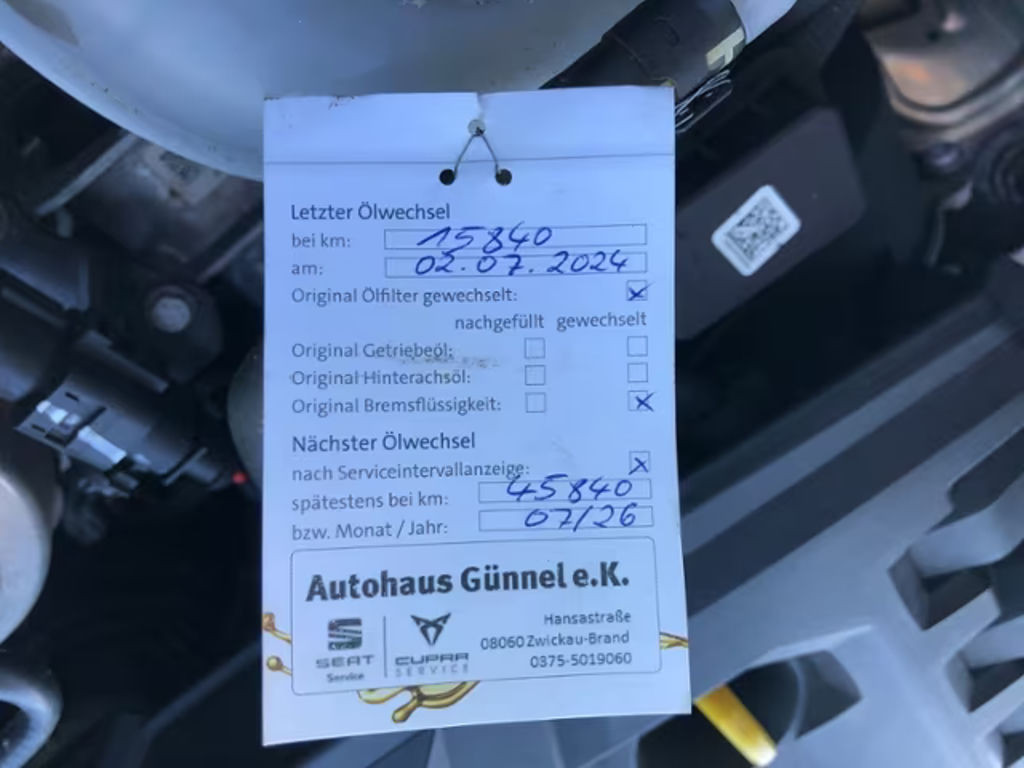 Letzter Ölwechsel
bei km: 15840
am: 02.07.2024
Original Ölfilter gewechselt:
nachgefüllt gewechselt
Original Getriebeöl:
Original Hinterachsöl:
Original Bremsflüssigkeit:
Nächster Ölwechsel
nach Serviceintervallanzeige:
spätestens bei km: 45840
bzw. Monat / Jahr: 07/26
Autohaus Günnel e.K.
SEAT
Service
CUPRA
SERVICE
Hansastraße
08060 Zwickau-Brand
0375-5019060